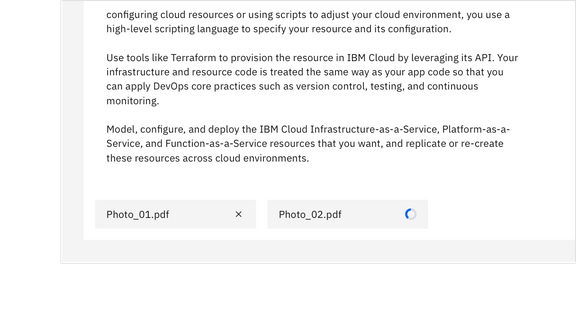 configuring cloud resources or using scripts to adjust your cloud environment, you use a
high-level scripting language to specify your resource and its configuration.
Use tools like Terraform to provision the resource in IBM Cloud by leveraging its API. Your
infrastructure and resource code is treated the same way as your app code so that you
can apply DevOps core practices such as version control, testing, and continuous
monitoring.
Model, configure, and deploy the IBM Cloud Infrastructure-as-a-Service, Platform-as-a-
Service, and Function-as-a-Service resources that you want, and replicate or re-create
these resources across cloud environments.
Photo_01.pdf
Photo_02.pdf